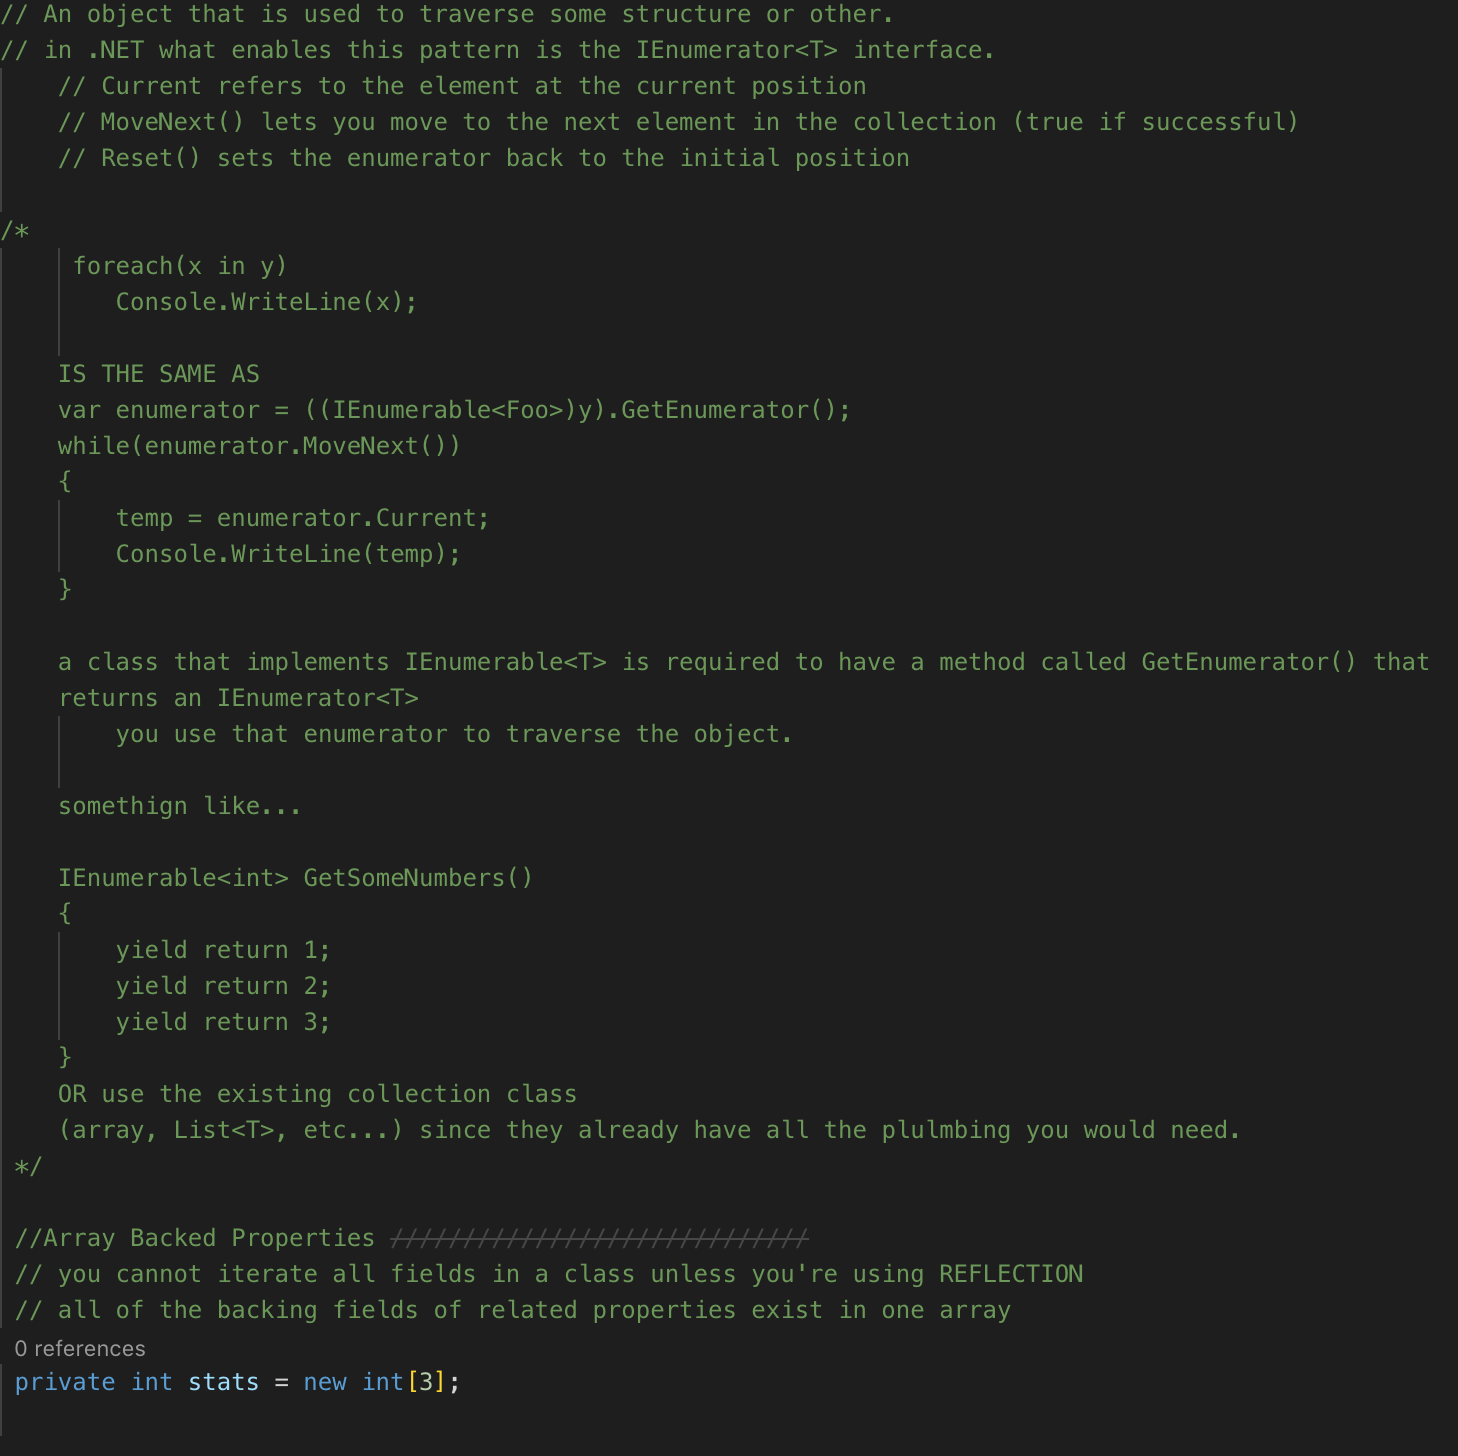 // An object that is used to traverse some structure or other.
// in .NET what enables this pattern is the IEnumerator<T> interface.
// Current refers to the element at the current position
// MoveNext() lets you move to the next element in the collection (true if successful)
// Reset() sets the enumerator back to the initial position
/*
foreach(x in y)
Console.WriteLine(x);
IS THE SAME AS
var enumerator = ((IEnumerable<Foo>)y).GetEnumerator();
while(enumerator.MoveNext())
{
temp = enumerator.Current;
Console.WriteLine(temp);
}
a class that implements IEnumerable<T> is required to have a method called GetEnumerator() that
returns an IEnumerator<T>
you use that enumerator to traverse the object.
somethign like...
IEnumerable<int> GetSomeNumbers()
{
yield return 1;
yield return 2;
yield return 3;
}
OR use the existing collection class
(array, List<T>, etc...) since they already have all the plulmbing you would need.
*/
//Array Backed Properties /////////////////////////////
// you cannot iterate all fields in a class unless you're using REFLECTION
// all of the backing fields of related properties exist in one array
0 references
private int stats = new int[3];